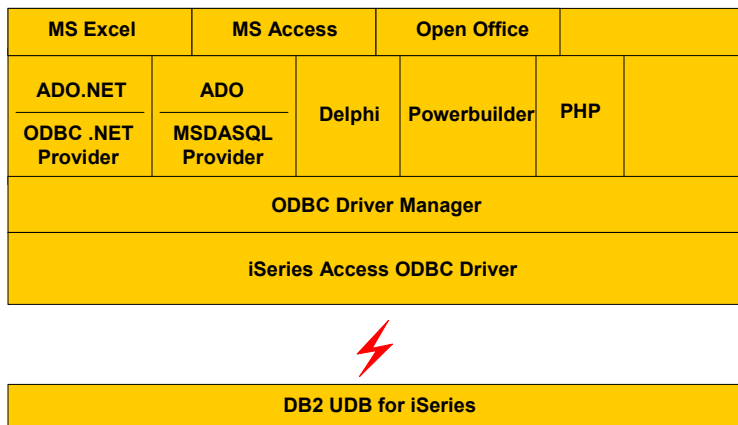 MS Excel
MS Access
Open Office
ADO.NET
ODBC .NET
Provider
ADO
MSDASQL
Provider
Delphi
Powerbuilder
PHP
ODBC Driver Manager
iSeries Access ODBC Driver
DB2 UDB for iSeries